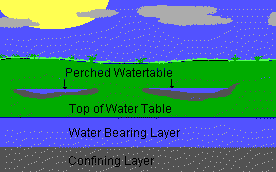 Perched Watertable
Top of Water Table
Water Bearing Layer
Confining Layer